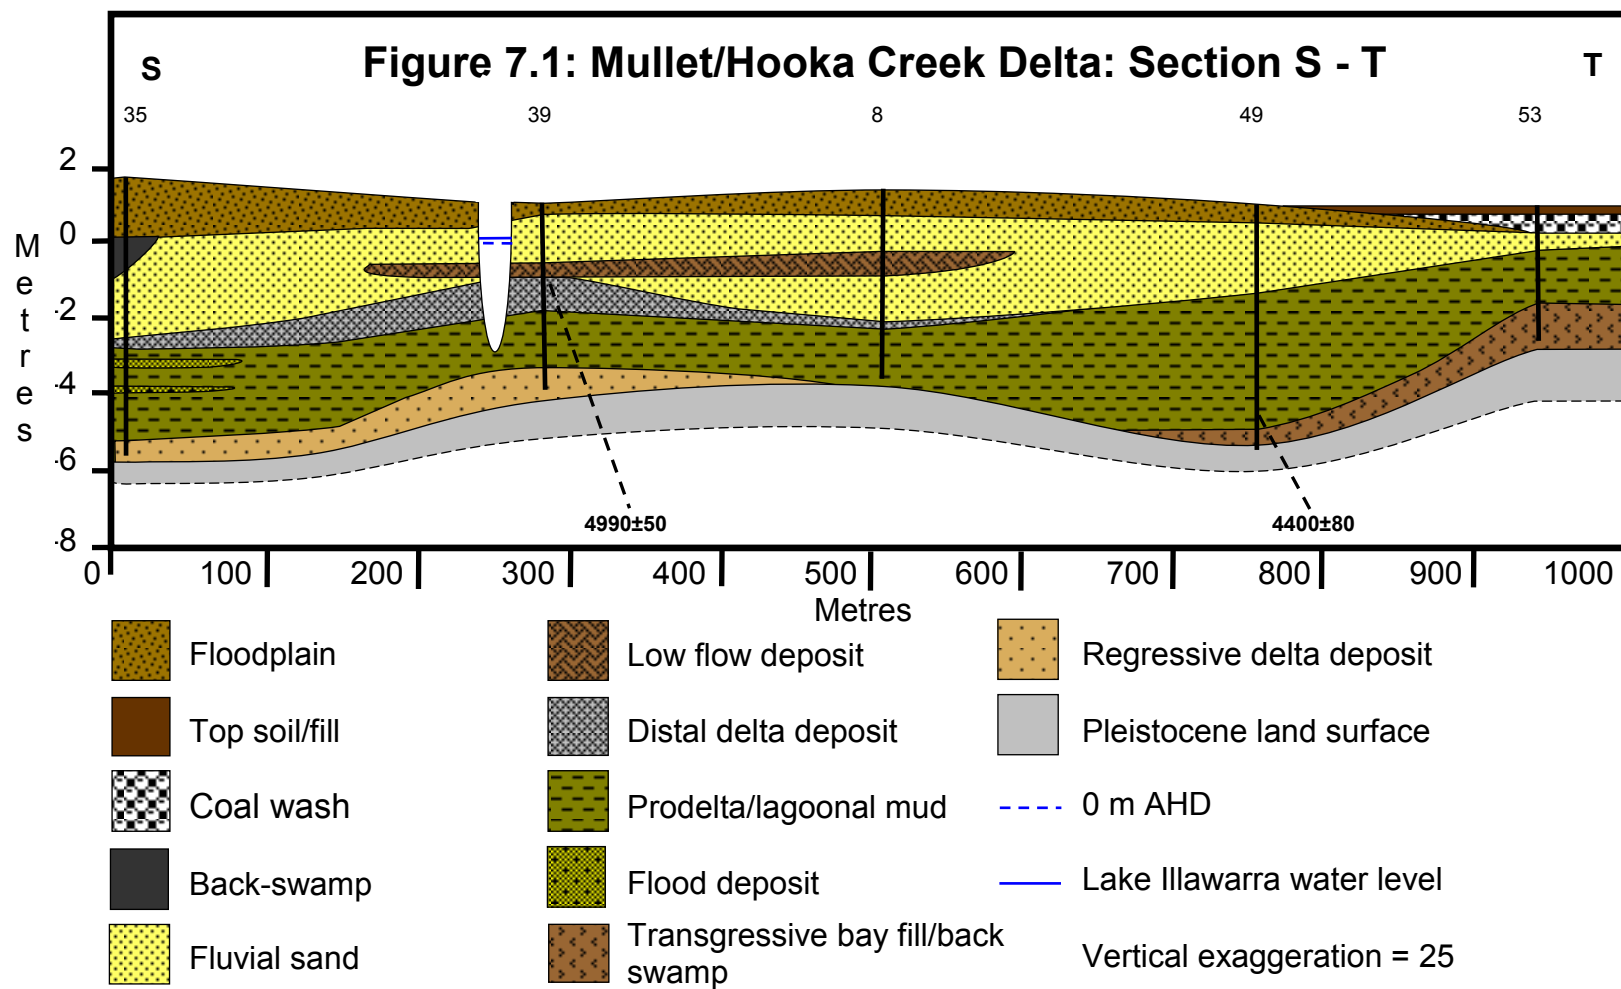 Figure 7.1: Mullet/Hooka Creek Delta: Section S - T
S
T
35
39
8
49
53
2
0
-2
-4
-6
-8
Metres
4990±50
4400±80
0
100
200
300
400
500
600
700
800
900
1000
Metres
Floodplain
Top soil/fill
Coal wash
Back-swamp
Fluvial sand
Low flow deposit
Distal delta deposit
Prodelta/lagoonal mud
Flood deposit
Transgressive bay fill/back
swamp
Regressive delta deposit
Pleistocene land surface
0 m AHD
Lake Illawarra water level
Vertical exaggeration = 25